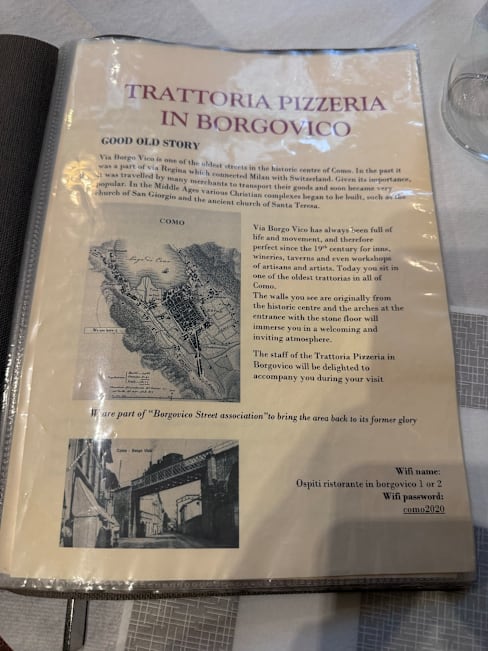 TRATTORIA PIZZERIA
IN BORGOVICO
GOOD OLD STORY
Via Borgo Vico is one of the oldest streets in the historic centre of Como. In the past it
was a part of via Regina which connected Milan with Switzerland. Given its importance,
it was travelled by many merchants to transport their goods and soon became very
popular. In the Middle Ages various Christian complexes began to be built, such as the
church of San Giorgio and the ancient church of Santa Teresa.
COMO
Lago di Como
We are here
Via Borgo Vico has always been full of
life and movement, and therefore
perfect since the 19th century for inns,
wineries, taverns and even workshops
of artisans and artists. Today you sit in
one of the oldest trattorias in all of
Como.
The walls you see are originally from
the historic centre and the arches at the
entrance with the stone floor will
immerse you in a welcoming and
inviting atmosphere.
The staff of the Trattoria Pizzeria in
Borgovico will be delighted to
accompany you during your visit
We are part of "Borgovico Street association"to bring the area back to its former glory
Como - Borgo Vico
Wifi name:
Ospiti ristorante in borgovico 1 or 2
Wifi password:
como2020